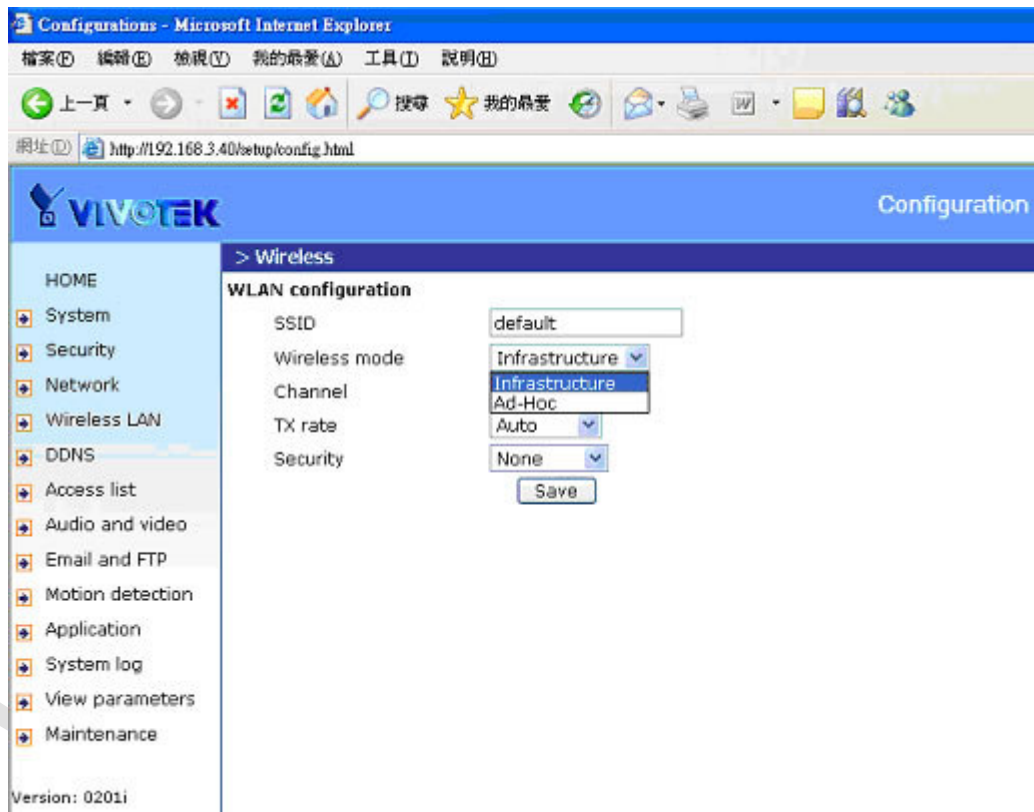 Configurations - Microsoft Internet Explorer
檔案(F) 編輯(E) 檢視(V) 我的最愛(A) 工具(T) 說明(H)
上一頁 搜尋 我的最愛
網址(D) http://192.168.3.40/setup/config.html
VIVOTEK
Configuration
HOME
System
Security
Network
Wireless LAN
DDNS
Access list
Audio and video
Email and FTP
Motion detection
Application
System log
View parameters
Maintenance
Version: 0201i
> Wireless
WLAN configuration
SSID default
Wireless mode Infrastructure
Infrastructure
Channel
Ad-Hoc
TX rate Auto
Security None
Save